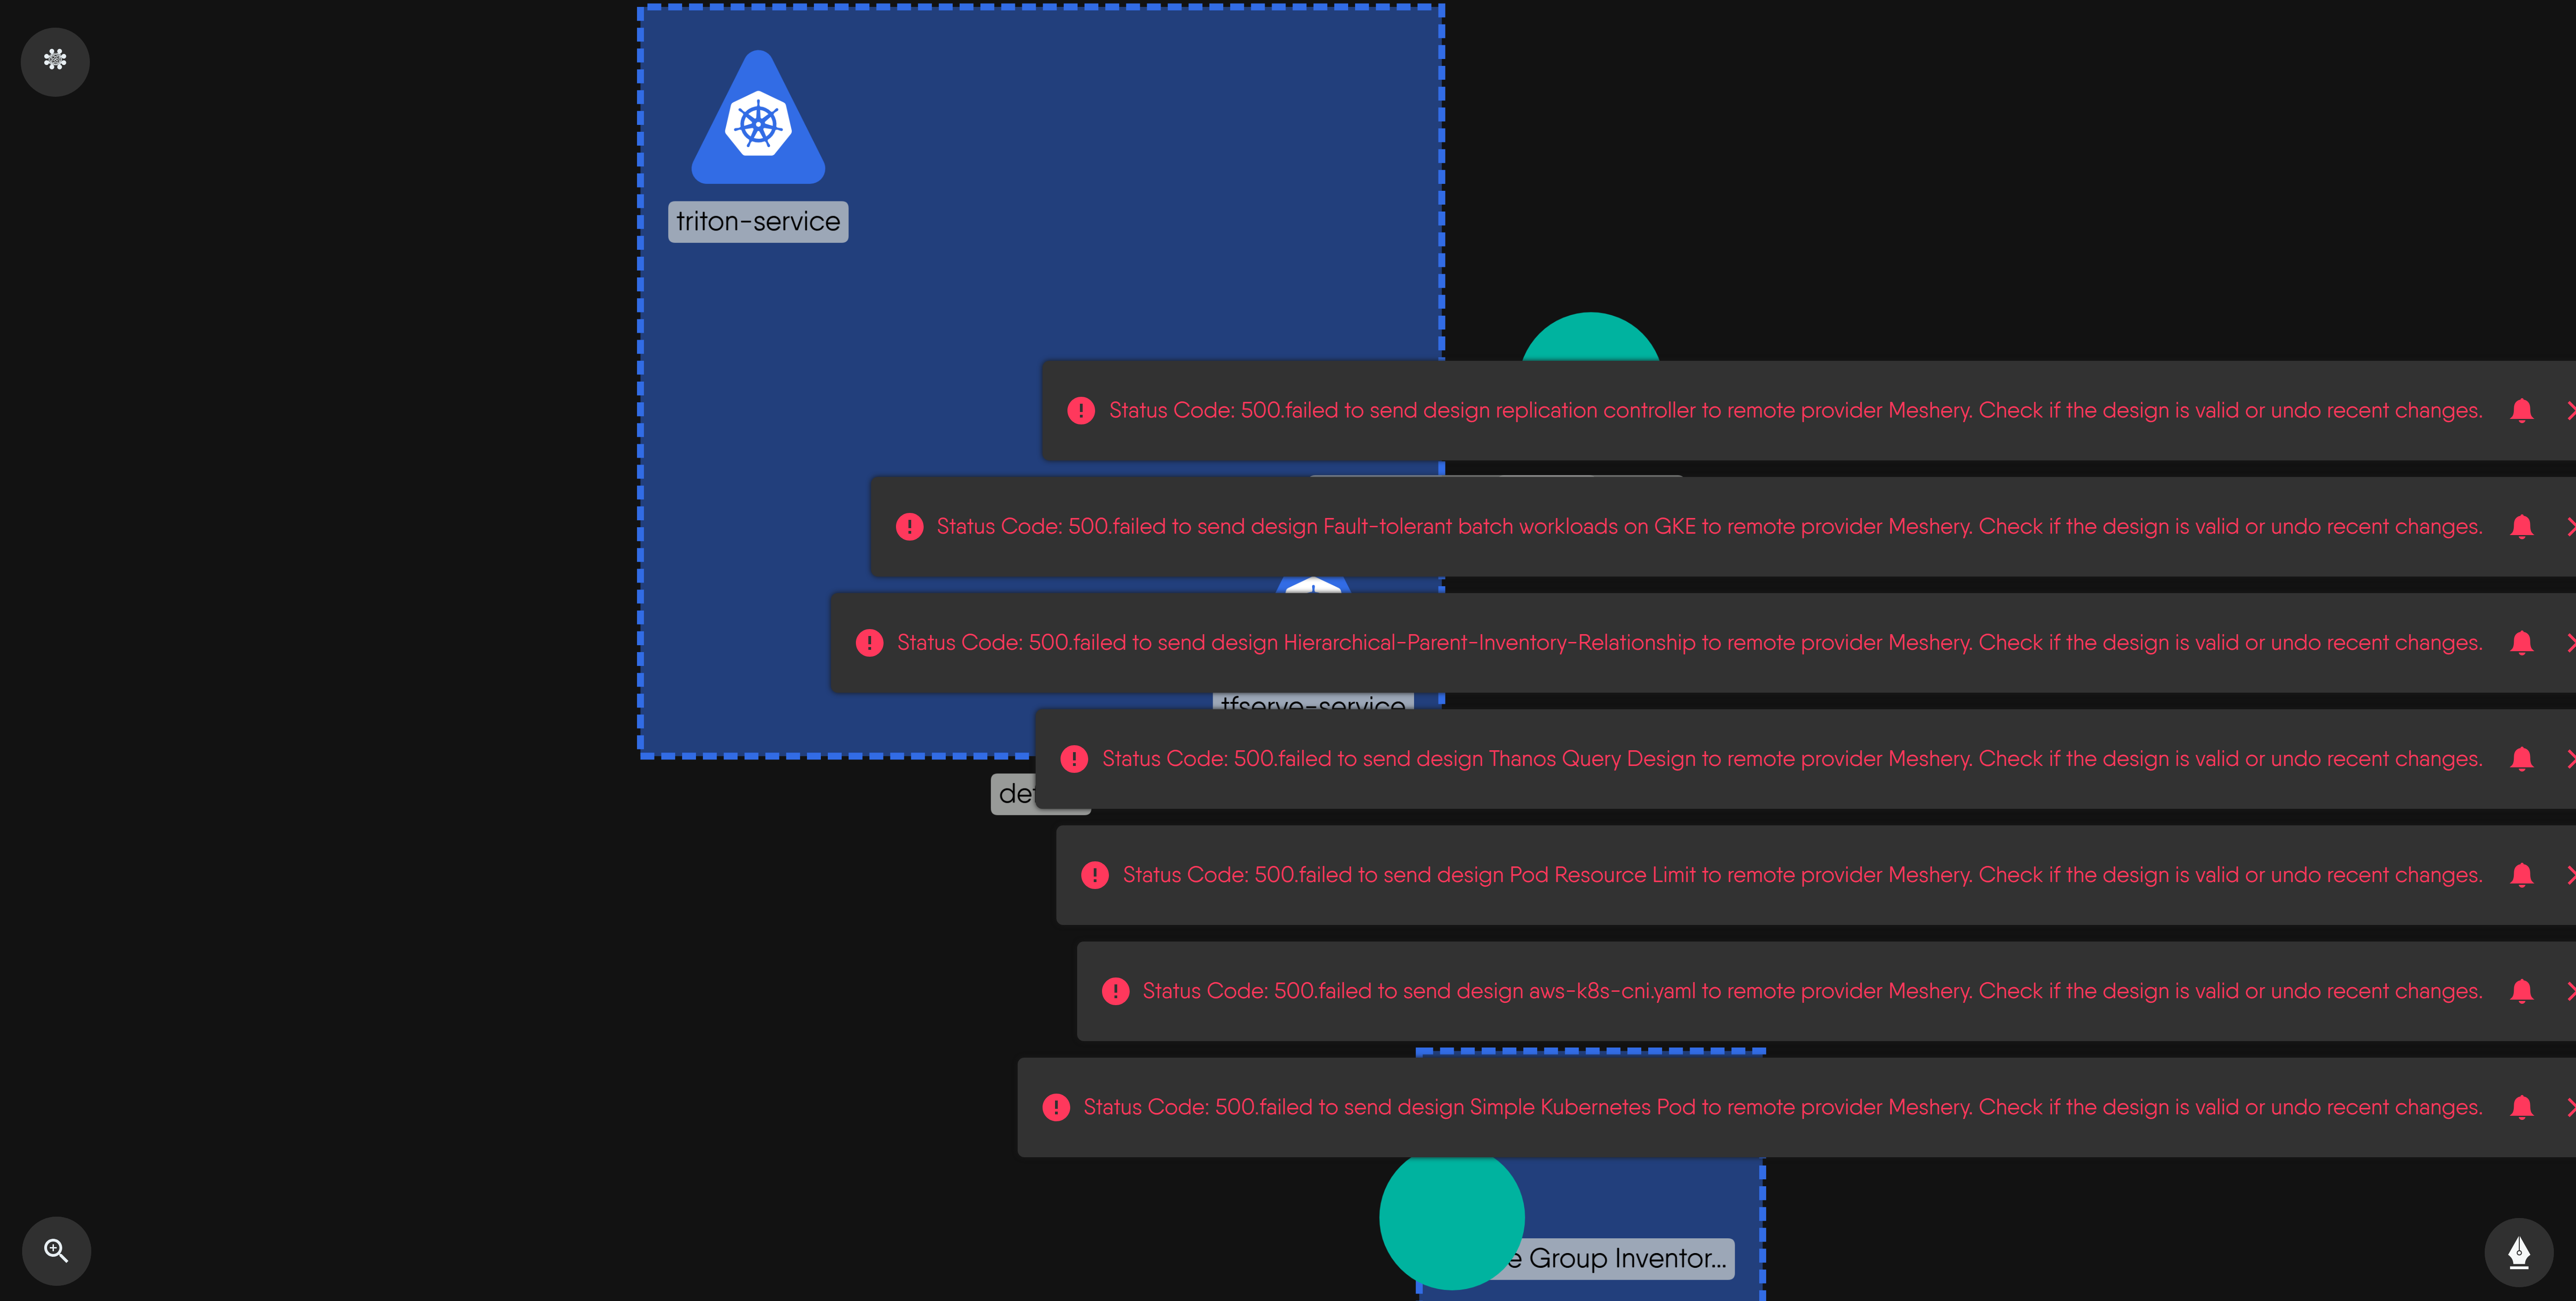 triton-service
Status Code: 500.failed to send design replication controller to remote provider Meshery. Check if the design is valid or undo recent changes.
Status Code: 500.failed to send design Fault-tolerant batch workloads on GKE to remote provider Meshery. Check if the design is valid or undo recent changes.
Status Code: 500.failed to send design Hierarchical-Parent-Inventory-Relationship to remote provider Meshery. Check if the design is valid or undo recent changes.
tfserve-service
Status Code: 500.failed to send design Thanos Query Design to remote provider Meshery. Check if the design is valid or undo recent changes.
Status Code: 500.failed to send design Pod Resource Limit to remote provider Meshery. Check if the design is valid or undo recent changes.
Status Code: 500.failed to send design aws-k8s-cni.yaml to remote provider Meshery. Check if the design is valid or undo recent changes.
Status Code: 500.failed to send design Simple Kubernetes Pod to remote provider Meshery. Check if the design is valid or undo recent changes.
Group Inventor...